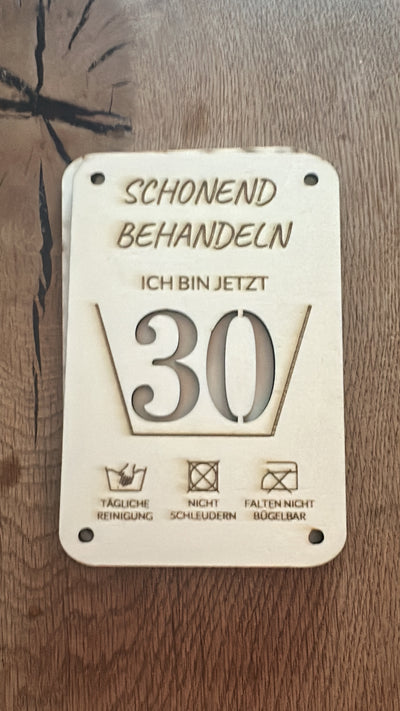 SCHONEND
BEHANDELN
ICH BIN JETZT
30
TÄGLICHE
REINIGUNG
NICHT
SCHLEUDERN
FALTEN NICHT
BÜGELBAR